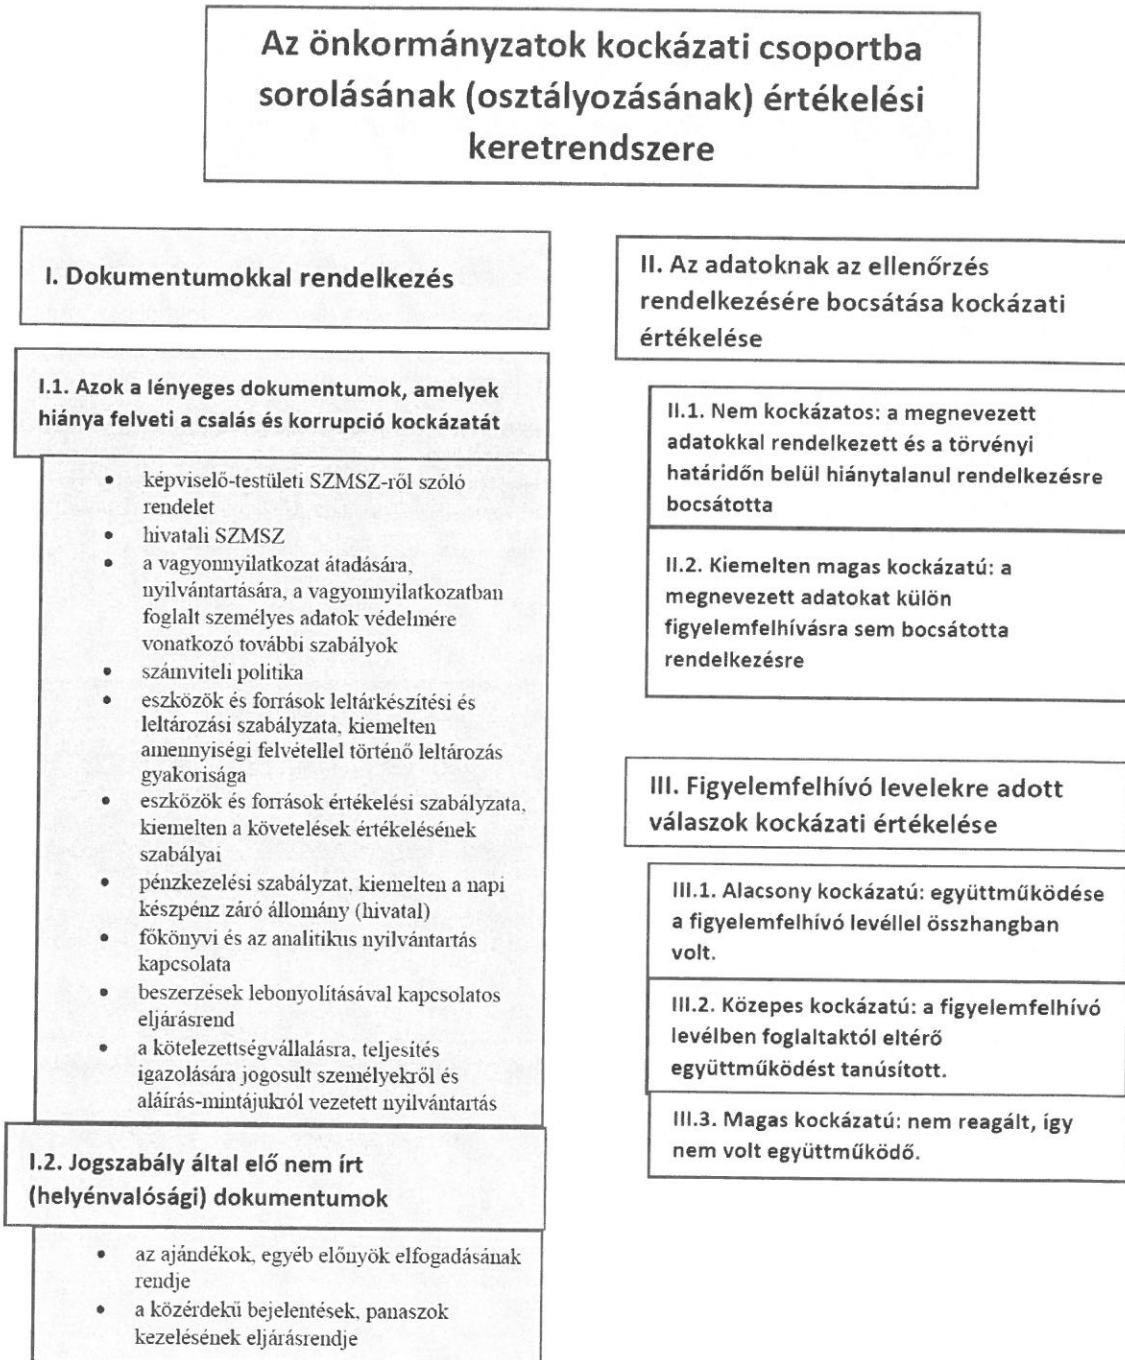 Az önkormányzatok kockázati csoportba
sorolásának (osztályozásának) értékelési
keretrendszere
I. Dokumentumokkal rendelkezés
I.1. Azok a lényeges dokumentumok, amelyek
hiánya felveti a csalás és korrupció kockázatát
• képviselő-testületi SZMSZ-ről szóló
rendelet
• hivatali SZMSZ
• a vagyonnyilatkozat átadására,
nyilvántartására, a vagyonnyilatkozatban
foglalt személyes adatok védelmére
vonatkozó további szabályok
• számviteli politika
• eszközök és források leltárkészítési és
leltározási szabályzata, kiemelten
amennyiségi felvétellel történő leltározás
gyakorisága
• eszközök és források értékelési szabályzata,
kiemelten a követelések értékelésének
szabályai
• pénzkezelési szabályzat, kiemelten a napi
készpénz záró állomány (hivatal)
• főkönyvi és az analitikus nyilvántartás
kapcsolata
• beszerzések lebonyolításával kapcsolatos
eljárásrend
• a kötelezettségvállalásra, teljesítés
igazolására jogosult személyekről és
aláírás-mintájukról vezetett nyilvántartás
I.2. Jogszabály által elő nem írt
(helyénvalósági) dokumentumok
• az ajándékok, egyéb előnyök elfogadásának
rendje
• a közérdekű bejelentések, panaszok
kezelésének eljárásrendje
II. Az adatoknak az ellenőrzés
rendelkezésére bocsátása kockázati
értékelése
II.1. Nem kockázatos: a megnevezett
adatokkal rendelkezett és a törvényi
határidőn belül hiánytalanul rendelkezésre
bocsátotta
II.2. Kiemelten magas kockázatú: a
megnevezett adatokat külön
figyelemfelhívásra sem bocsátotta
rendelkezésre
III. Figyelemfelhívó levelekre adott
válaszok kockázati értékelése
III.1. Alacsony kockázatú: együttműködése
a figyelemfelhívó levéllel összhangban
volt.
III.2. Közepes kockázatú: a figyelemfelhívó
levélben foglaltaktól eltérő
együttműködést tanúsított.
III.3. Magas kockázatú: nem reagált, így
nem volt együttműködő.